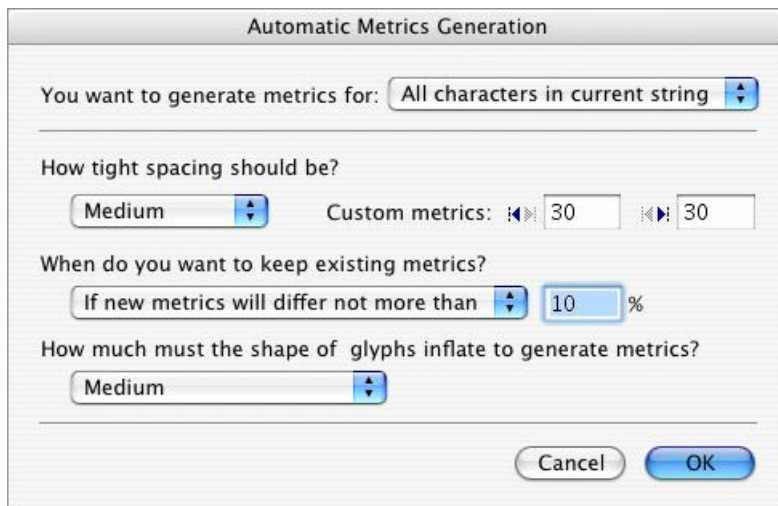 Automatic Metrics Generation
You want to generate metrics for: All characters in current string
How tight spacing should be?
Medium Custom metrics: 30 30
When do you want to keep existing metrics?
If new metrics will differ not more than 10 %
How much must the shape of glyphs inflate to generate metrics?
Medium
Cancel OK